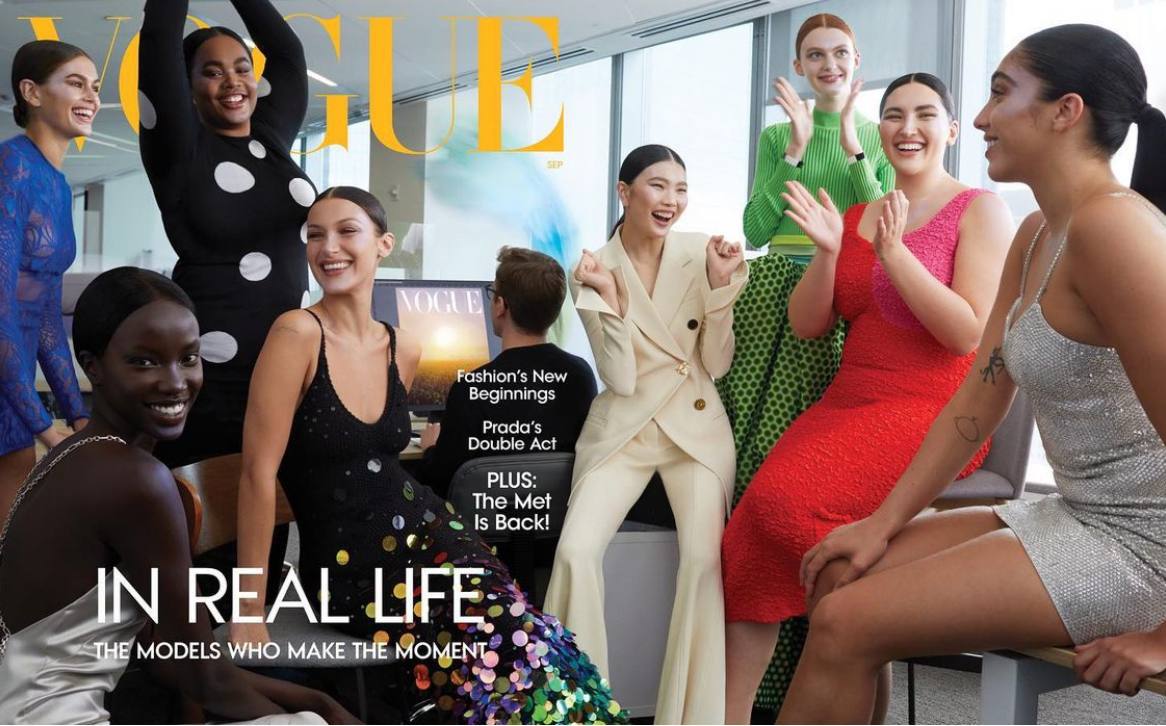 VOGUE
SEP
VOGUE
Fashion's New
Beginnings
Prada's
Double Act
PLUS:
The Met
Is Back!
IN REAL LIFE
THE MODELS WHO MAKE THE MOMENT